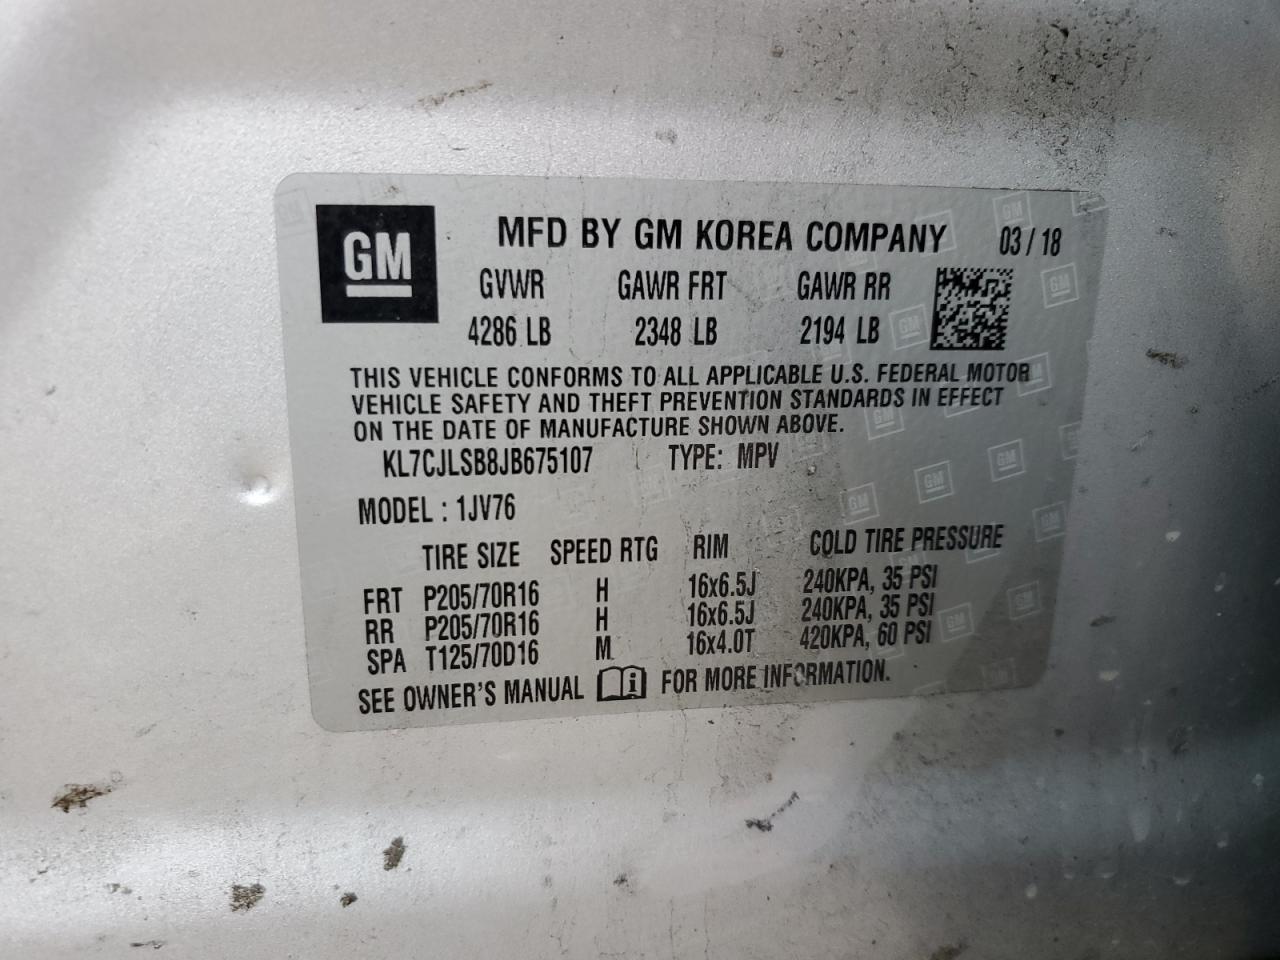 GM
MFD BY GM KOREA COMPANY 03 / 18
GVWR GAWR FRT GAWR RR
4286 LB 2348 LB 2194 LB
THIS VEHICLE CONFORMS TO ALL APPLICABLE U.S. FEDERAL MOTOR
VEHICLE SAFETY AND THEFT PREVENTION STANDARDS IN EFFECT
ON THE DATE OF MANUFACTURE SHOWN ABOVE.
KL7CJLSB8JB675107 TYPE: MPV
MODEL : 1JV76
TIRE SIZE SPEED RTG RIM COLD TIRE PRESSURE
FRT P205/70R16 H 16x6.5J 240KPA, 35 PSI
RR P205/70R16 H 16x6.5J 240KPA, 35 PSI
SPA T125/70D16 M 16x4.0T 420KPA, 60 PSI
SEE OWNER'S MANUAL i FOR MORE INFORMATION.